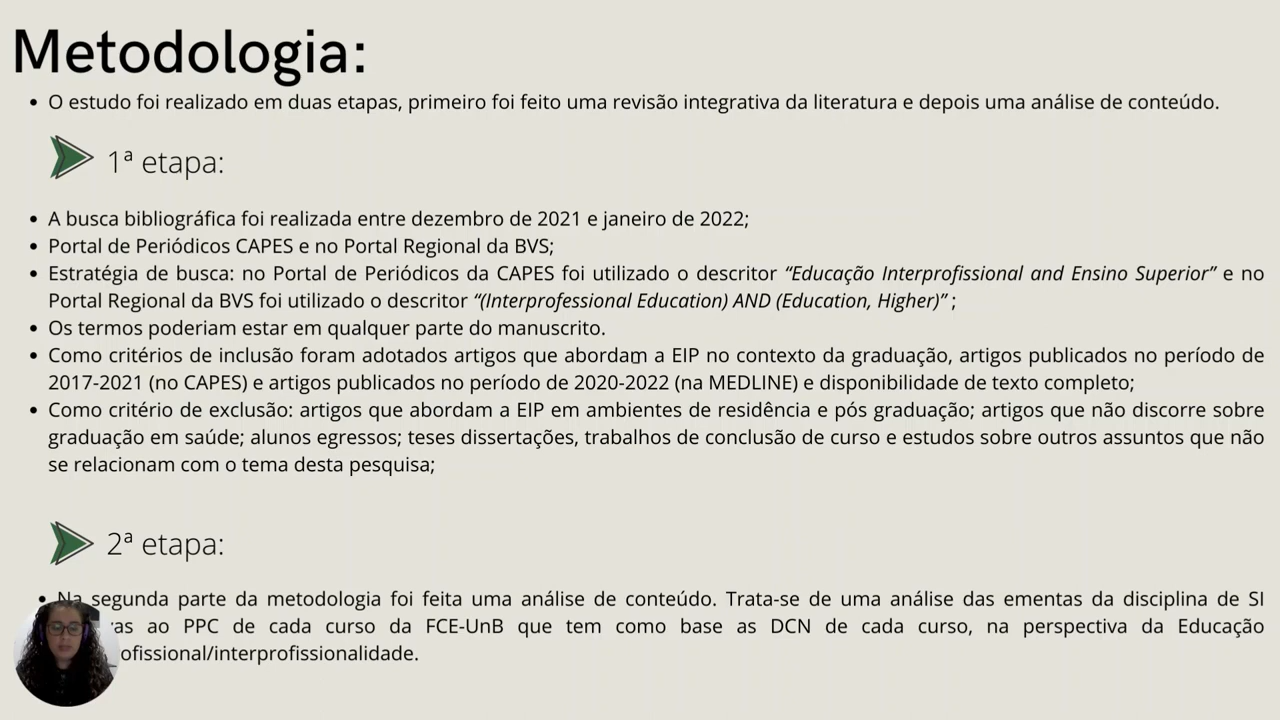 Metodologia:
• O estudo foi realizado em duas etapas, primeiro foi feito uma revisão integrativa da literatura e depois uma análise de conteúdo.
1ª etapa:
• A busca bibliográfica foi realizada entre dezembro de 2021 e janeiro de 2022;
• Portal de Periódicos CAPES e no Portal Regional da BVS;
• Estratégia de busca: no Portal de Periódicos da CAPES foi utilizado o descritor “Educação Interprofissional and Ensino Superior” e no
Portal Regional da BVS foi utilizado o descritor “(Interprofessional Education) AND (Education, Higher)” ;
• Os termos poderiam estar em qualquer parte do manuscrito.
• Como critérios de inclusão foram adotados artigos que abordam a EIP no contexto da graduação, artigos publicados no período de
2017-2021 (no CAPES) e artigos publicados no período de 2020-2022 (na MEDLINE) e disponibilidade de texto completo;
• Como critério de exclusão: artigos que abordam a EIP em ambientes de residência e pós graduação; artigos que não discorre sobre
graduação em saúde; alunos egressos; teses dissertações, trabalhos de conclusão de curso e estudos sobre outros assuntos que não
se relacionam com o tema desta pesquisa;
2ª etapa:
• Na segunda parte da metodologia foi feita uma análise de conteúdo. Trata-se de uma análise das ementas da disciplina de SI
ao PPC de cada curso da FCE-UnB que tem como base as DCN de cada curso, na perspectiva da Educação
ofissional/interprofissionalidade.